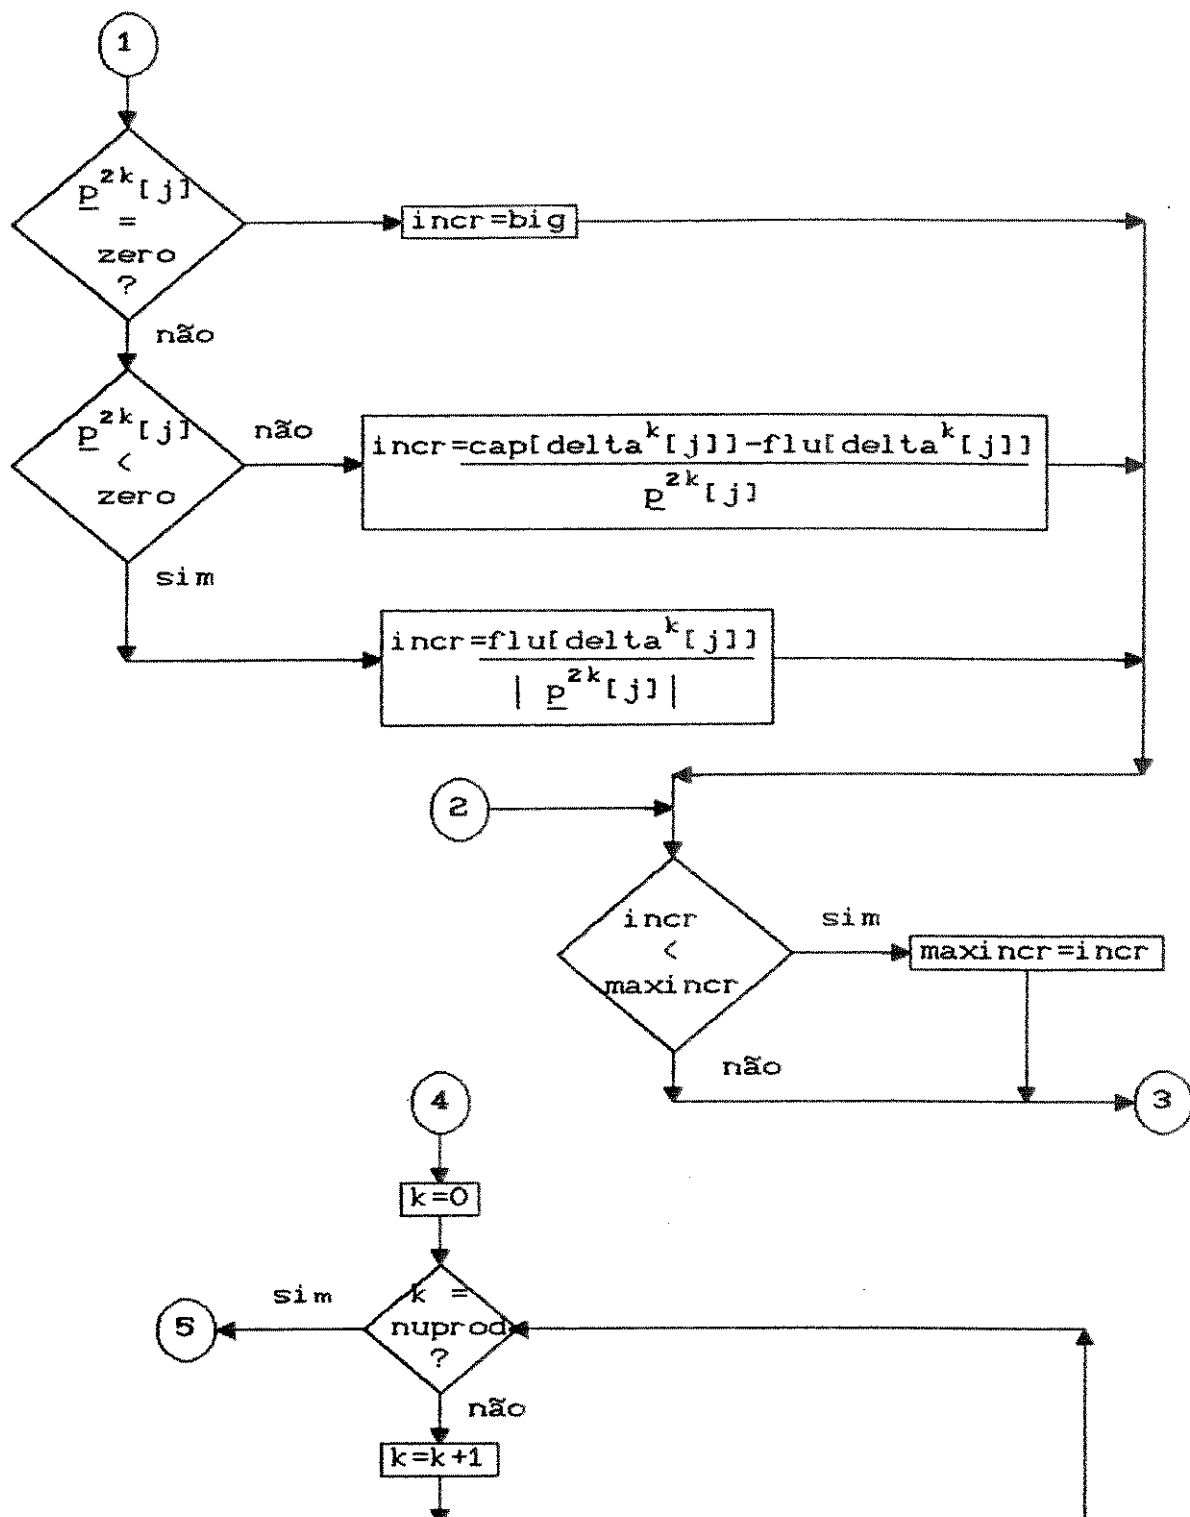 1
p^2k[j]
=
zero
?
incr=big
não
p^2k[j]
<
zero
não
incr=cap[delta^k[j]]-flu[delta^k[j]]
p^2k[j]
sim
incr=flu[delta^k[j]]
| p^2k[j]|
2
incr
<
maxincr
sim
maxincr=incr
não
3
4
k=0
k =
nuprod
?
sim
5
não
k=k+1